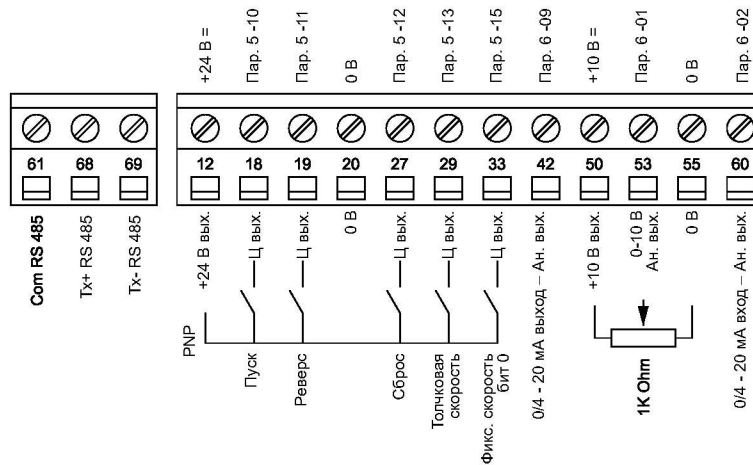 +24 В =
Пар. 5 -10
Пар. 5 -11
0 В
Пар. 5 -12
Пар. 5 -13
Пар. 5 -15
Пар. 6 -09
+10 В =
Пар. 6 -01
0 В
Пар. 6 -02
61 68 69 12 18 19 20 27 29 33 42 50 53 55 60
Com RS 485
Tx+ RS 485
Tx- RS 485
+24 В вых.
Ц вых.
Ц вых.
0 В
Ц вых.
Ц вых.
Ц вых.
0/4 - 20 мА выход – Ан. вых.
+10 В вых.
0-10 В
Ан. вых.
0 В
0/4 - 20 мА вход – Ан. вых.
PNP
Пуск
Реверс
Сброс
Толчковая
скорость
Фикс. скорость
бит 0
1K Ohm